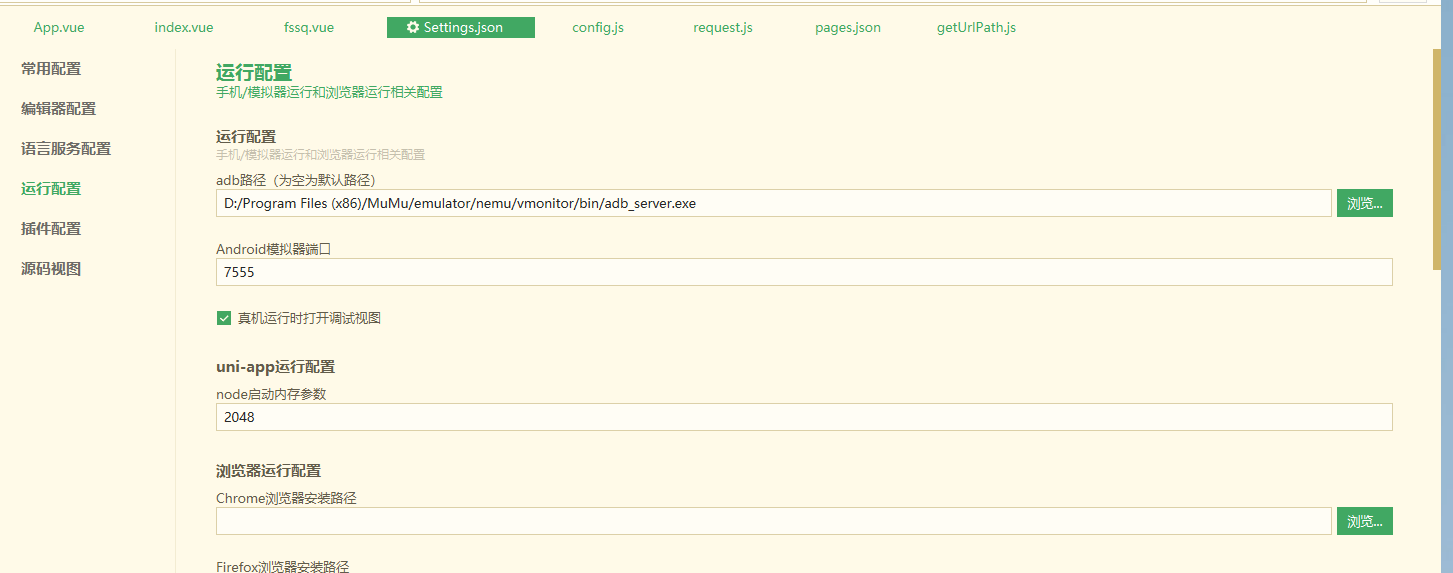 App.vue index.vue fssq.vue Settings.json config.js request.js pages.json getUrlPath.js
常用配置
编辑器配置
语言服务配置
运行配置
插件配置
源码视图
运行配置
手机/模拟器运行和浏览器运行相关配置
运行配置
手机/模拟器运行和浏览器运行相关配置
adb路径（为空为默认路径）
D:/Program Files (x86)/MuMu/emulator/nemu/vmonitor/bin/adb_server.exe 浏览...
Android模拟器端口
7555
真机运行时打开调试视图
uni-app运行配置
node启动内存参数
2048
浏览器运行配置
Chrome浏览器安装路径
浏览...
Firefox浏览器安装路径